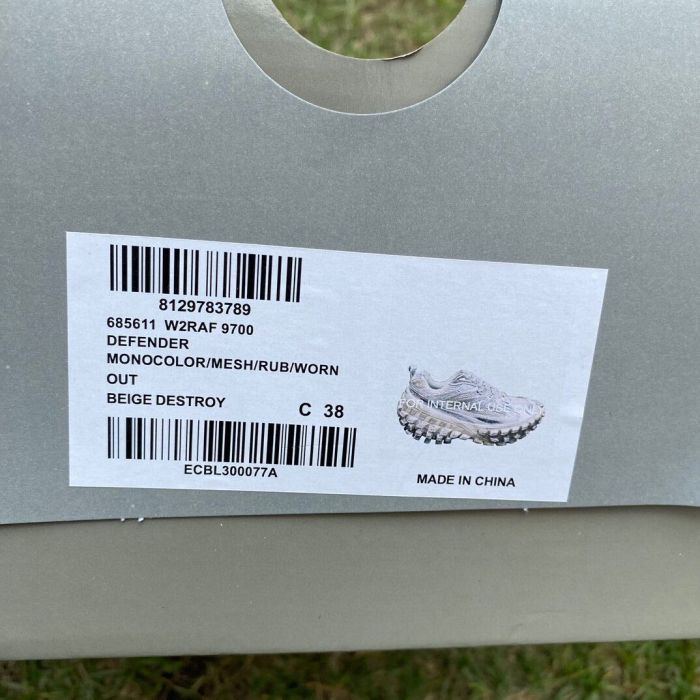 8129783789
685611 W2RAF 9700
DEFENDER
MONOCOLOR/MESH/RUB/WORN
OUT
BEIGE DESTROY
C 38
ECBL300077A
FOR INTERNAL USE ONLY
MADE IN CHINA